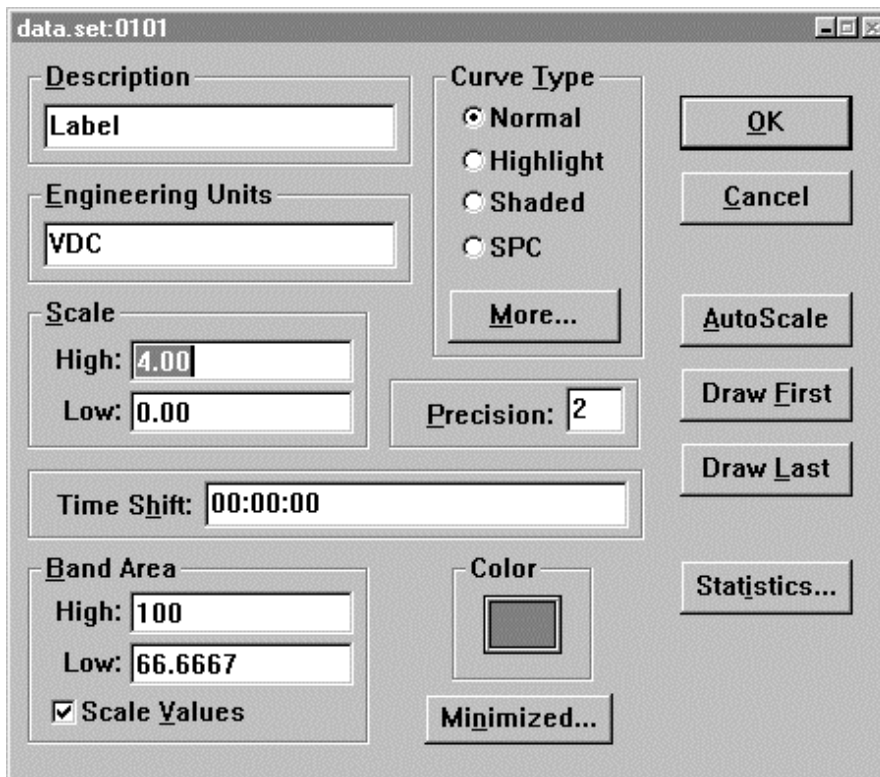 data.set:0101
Description
Label
Engineering Units
VDC
Scale
High: 4.00
Low: 0.00
Curve Type
Normal
Highlight
Shaded
SPC
More...
Precision: 2
Time Shift: 00:00:00
Band Area
High: 100
Low: 66.6667
Scale Values
Color
Minimized...
OK
Cancel
AutoScale
Draw First
Draw Last
Statistics...